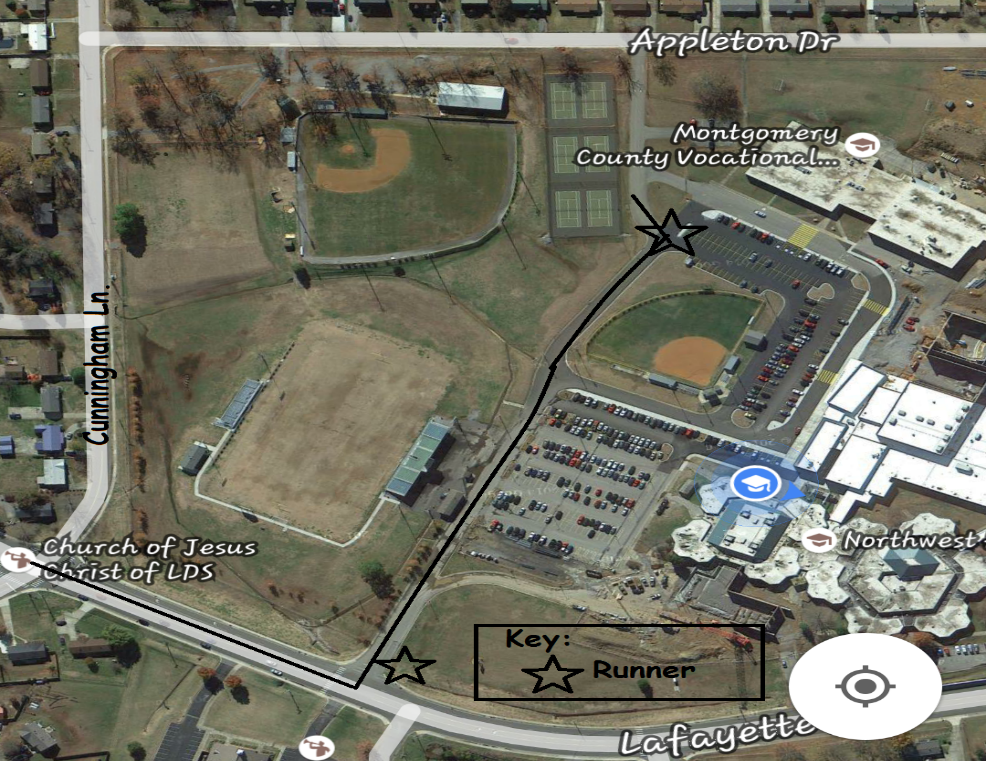 Appleton Dr
Montgomery
County Vocational...
Cunningham Ln.
Church of Jesus
Christ of LDS
Northwest
Key:
Runner
Lafayette